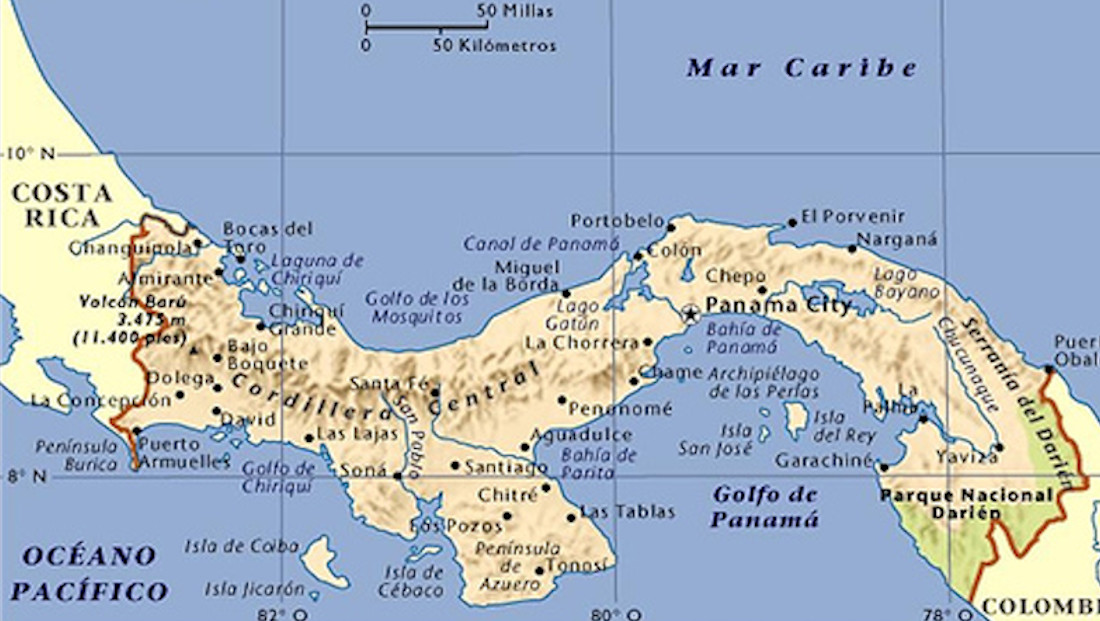 0 50 Millas
0 50 Kilómetros
Mar Caribe
10° N
COSTA
RICA
Changuinola
Bocas del
Toro
Almirante
Laguna de
Chiriquí
Volcán Barú
3.475 m
(11.400 pies)
Chiriquí
Grande
Golfo de los
Mosquitos
Bajo
Boquete
Dolega
La Concepción
David
Cordillera Central
Santa Fé
San Pablo
Las Lajas
Península
Burica
Puerto
Armuelles
Golfo de
Chiriquí
8° N
Soná
Santiago
Chitré
Los Pozos
Las Tablas
Península
de
Azuero
Tonosí
Isla de Coiba
Isla Jicarón
Isla de
Cébaco
OCÉANO
PACÍFICO
Portobelo
Canal de Panamá
Colón
Miguel
de la Borda
Lago
Gatún
La Chorrera
Chame
Penonomé
Aguadulce
Bahía de
Parita
El Porvenir
Narganá
Chepo
Panama City
Lago
Bayano
Bahía de
Panamá
Archipiélago
de las Perlas
Isla
San José
Isla
del Rey
Chucunaque
Serranía del Darién
Puer
Obal
La
Palma
Garachiné
Yaviza
Golfo de
Panamá
Parque Nacional
Darién
82° O
80° O
78° O
COLOMB